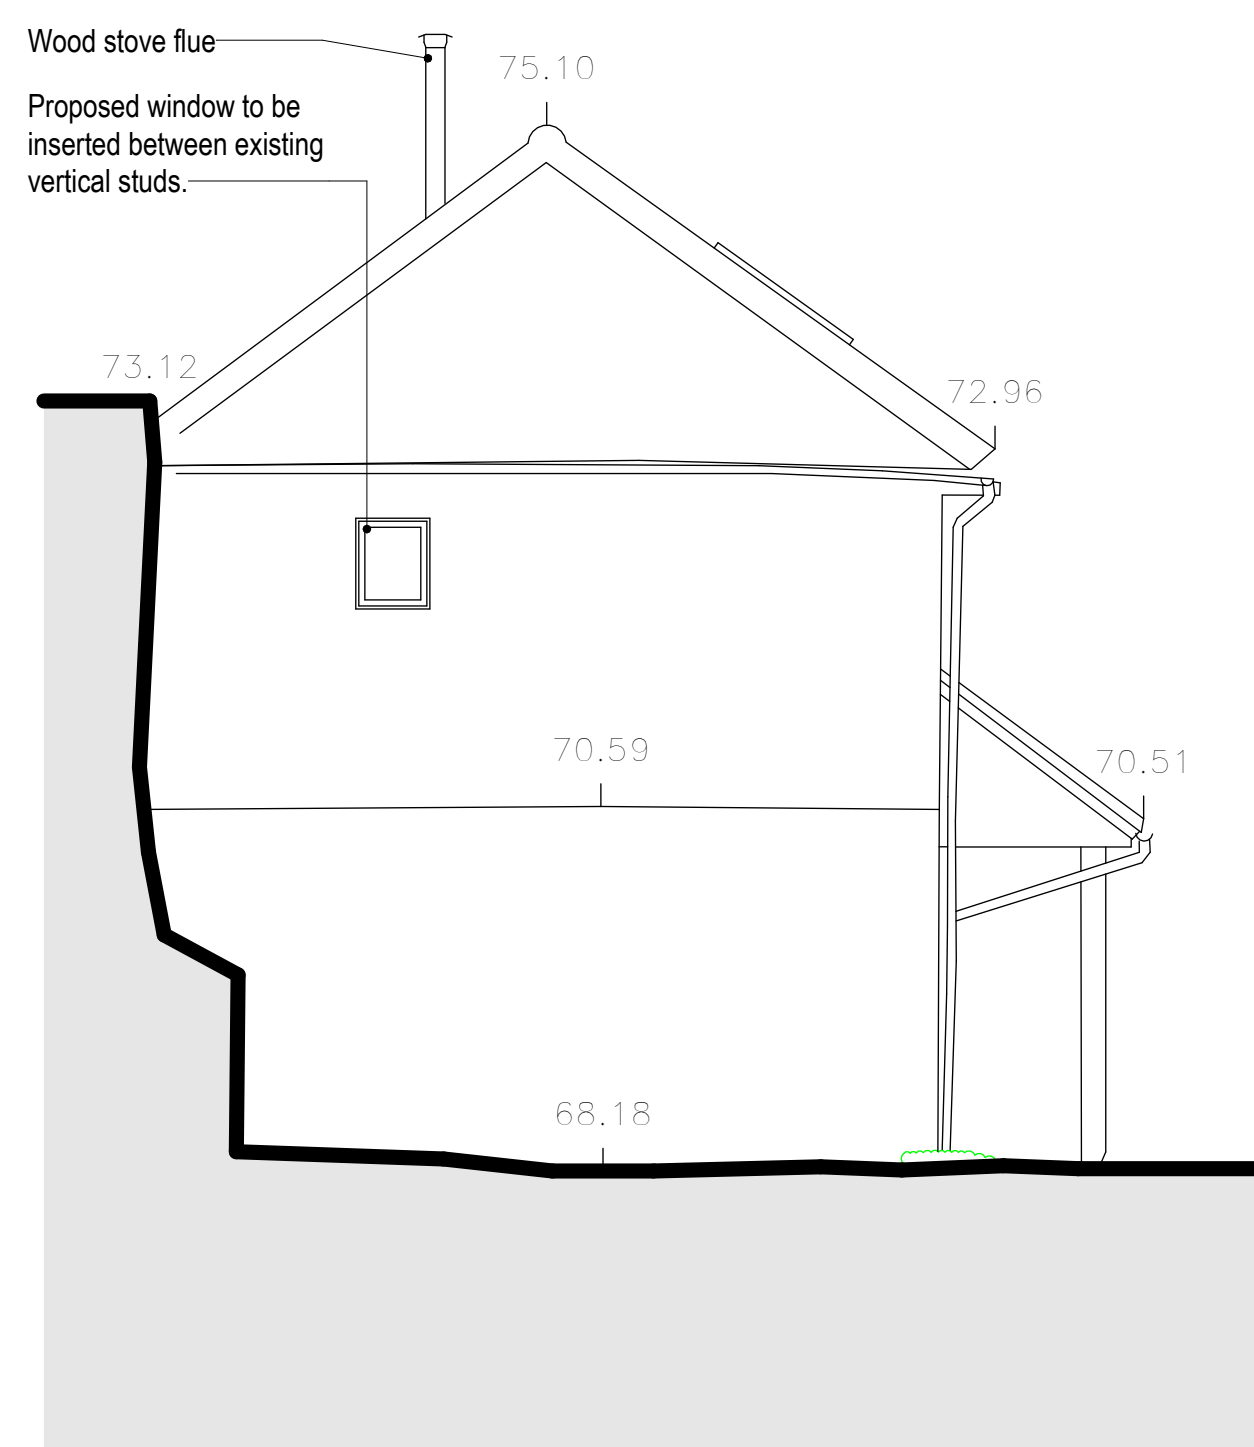 Wood stove flue
75.10
Proposed window to be
inserted between existing
vertical studs.
73.12
72.96
70.59
70.51
68.18